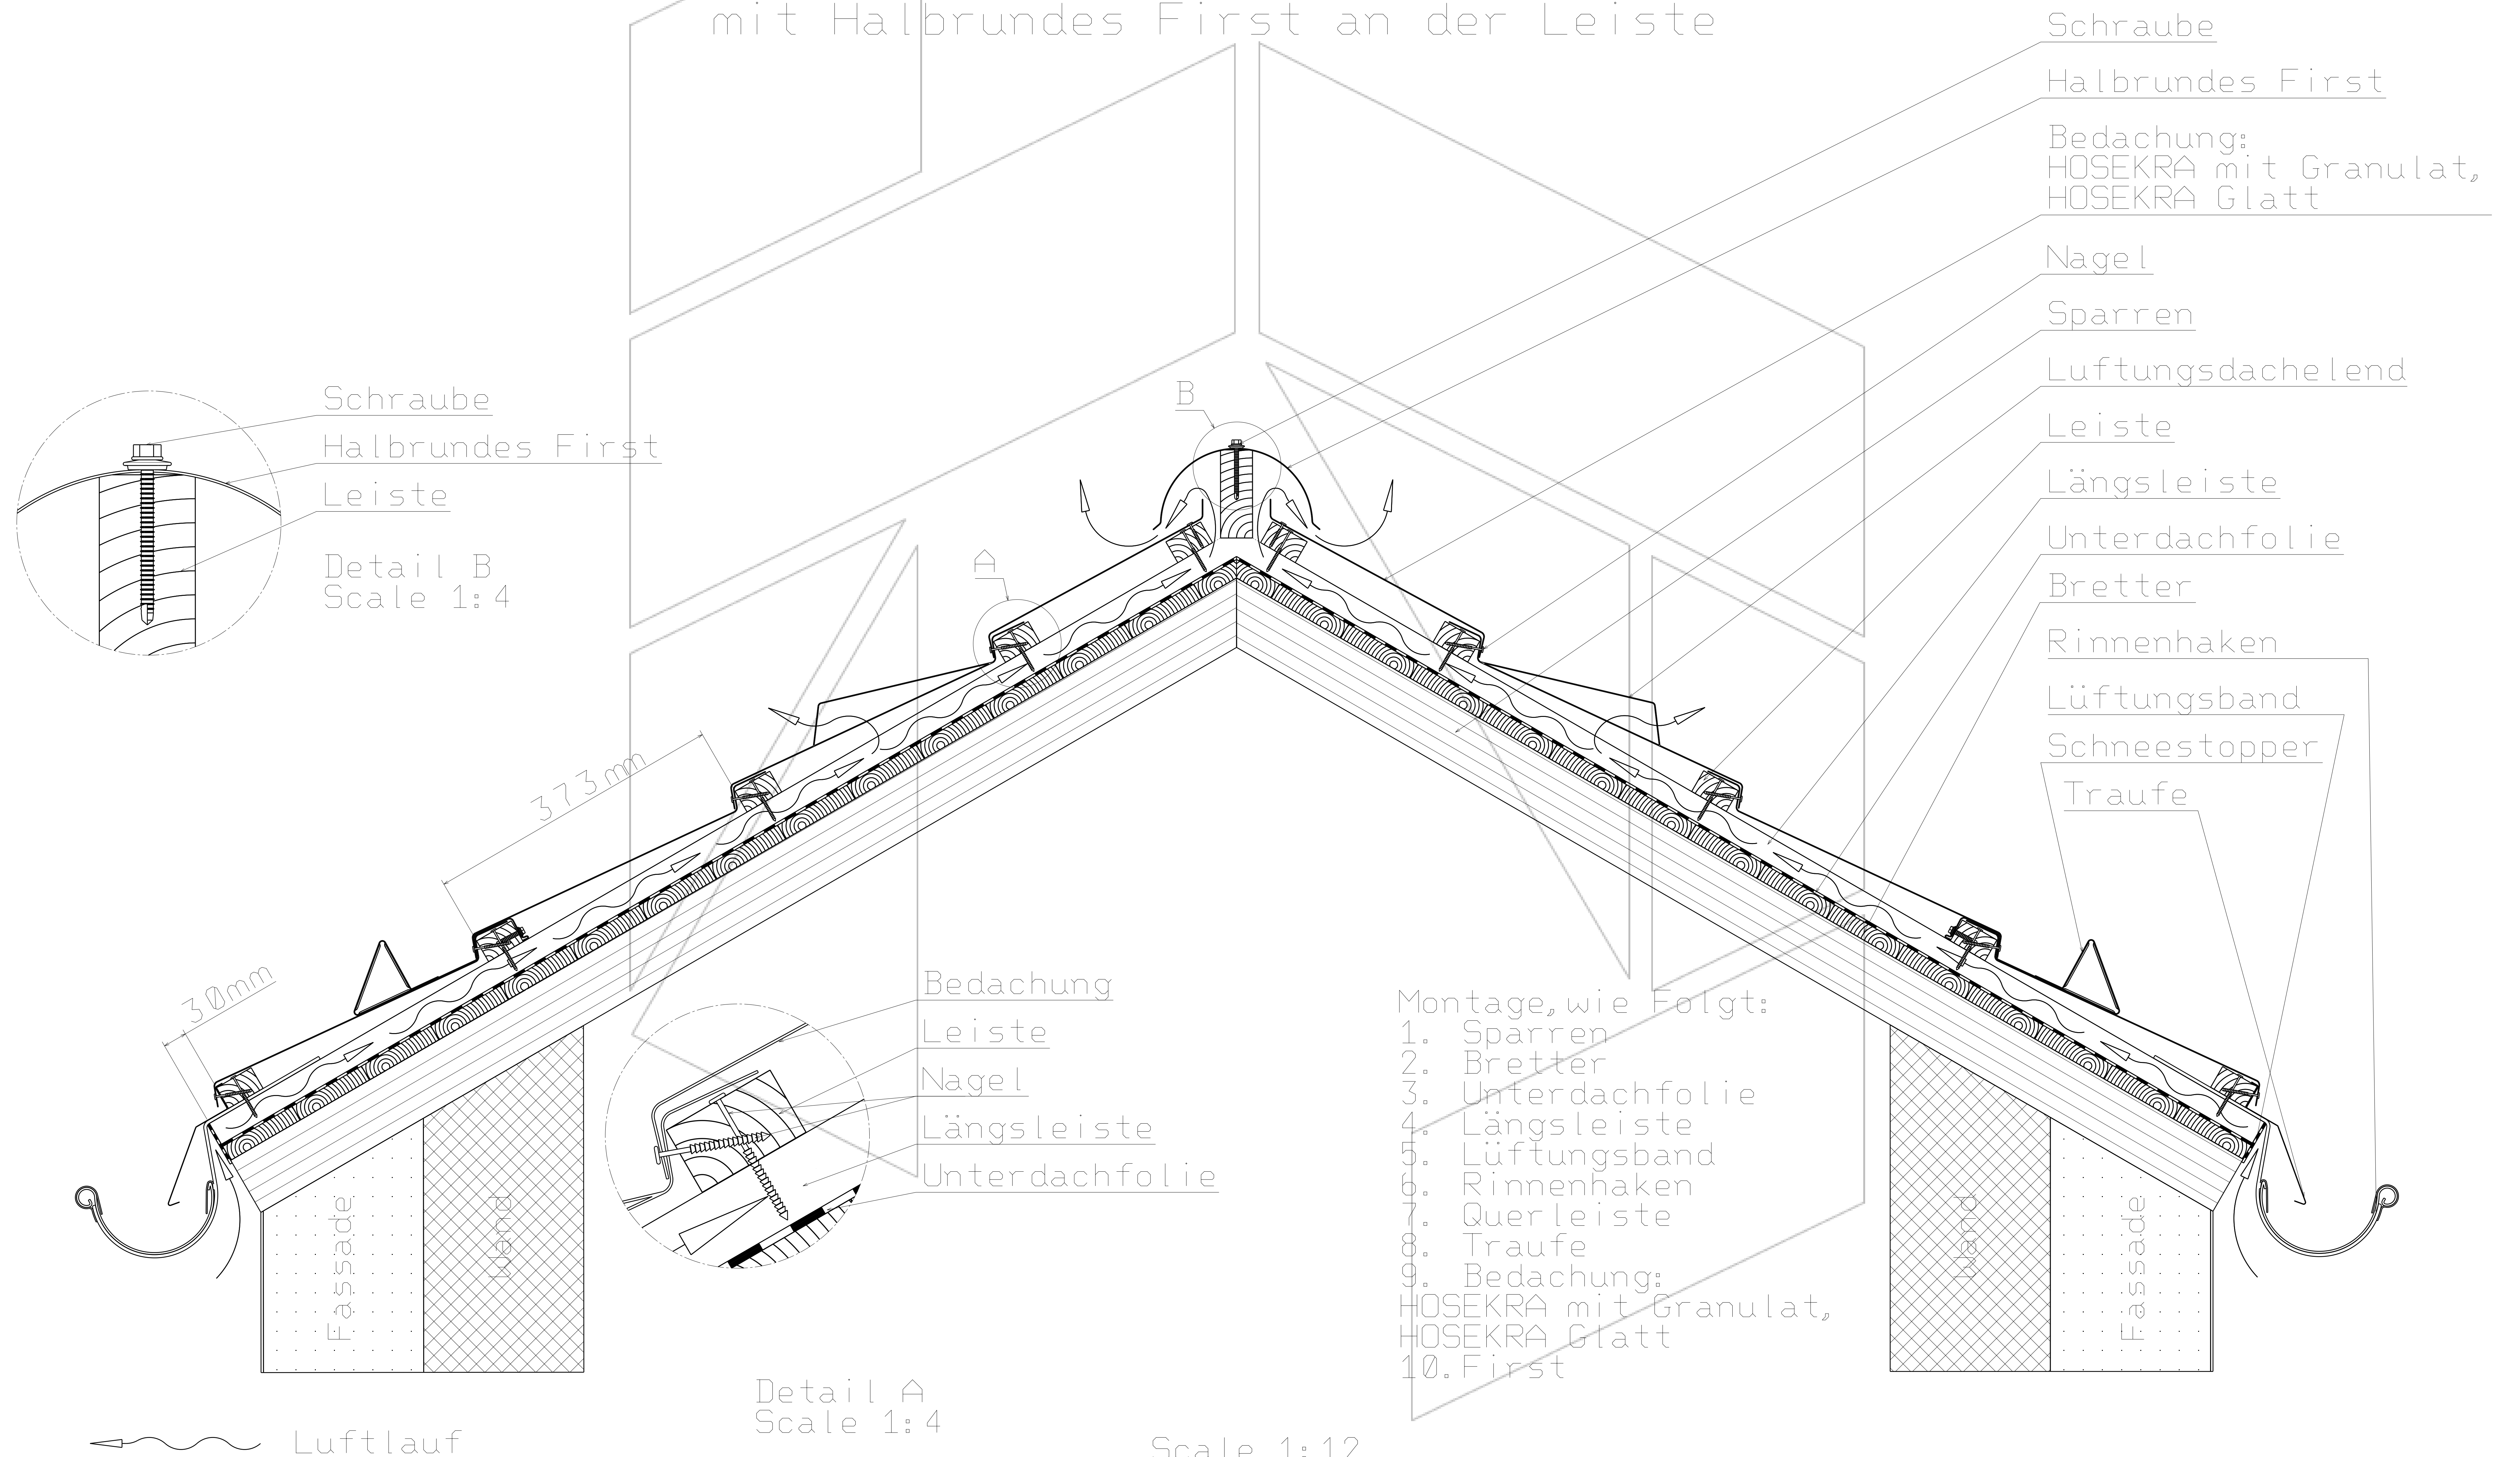 mit Halbrundes First an der Leiste
Schraube
Halbrundes First
Bedachung:
HOSEKRA mit Granulat,
HOSEKRA Glatt
Nagel
Sparren
Luftungsdachelend
Leiste
Längsleiste
Unterdachfolie
Bretter
Rinnenhaken
Lüftungsband
Schneestopper
Traufe
Schraube
Halbrundes First
Leiste
Detail B
Scale 1:4
B
A
373mm
30mm
Bedachung
Leiste
Nagel
Längsleiste
Unterdachfolie
Detail A
Scale 1:4
Montage,wie Folgt:
1. Sparren
2. Bretter
3. Unterdachfolie
4. Längsleiste
5. Lüftungsband
6. Rinnenhaken
7. Querleiste
8. Traufe
9. Bedachung:
HOSEKRA mit Granulat,
HOSEKRA Glatt
10. First
Fassade
Wand
Wand
Fassade
Luftlauf
Scale 1:12